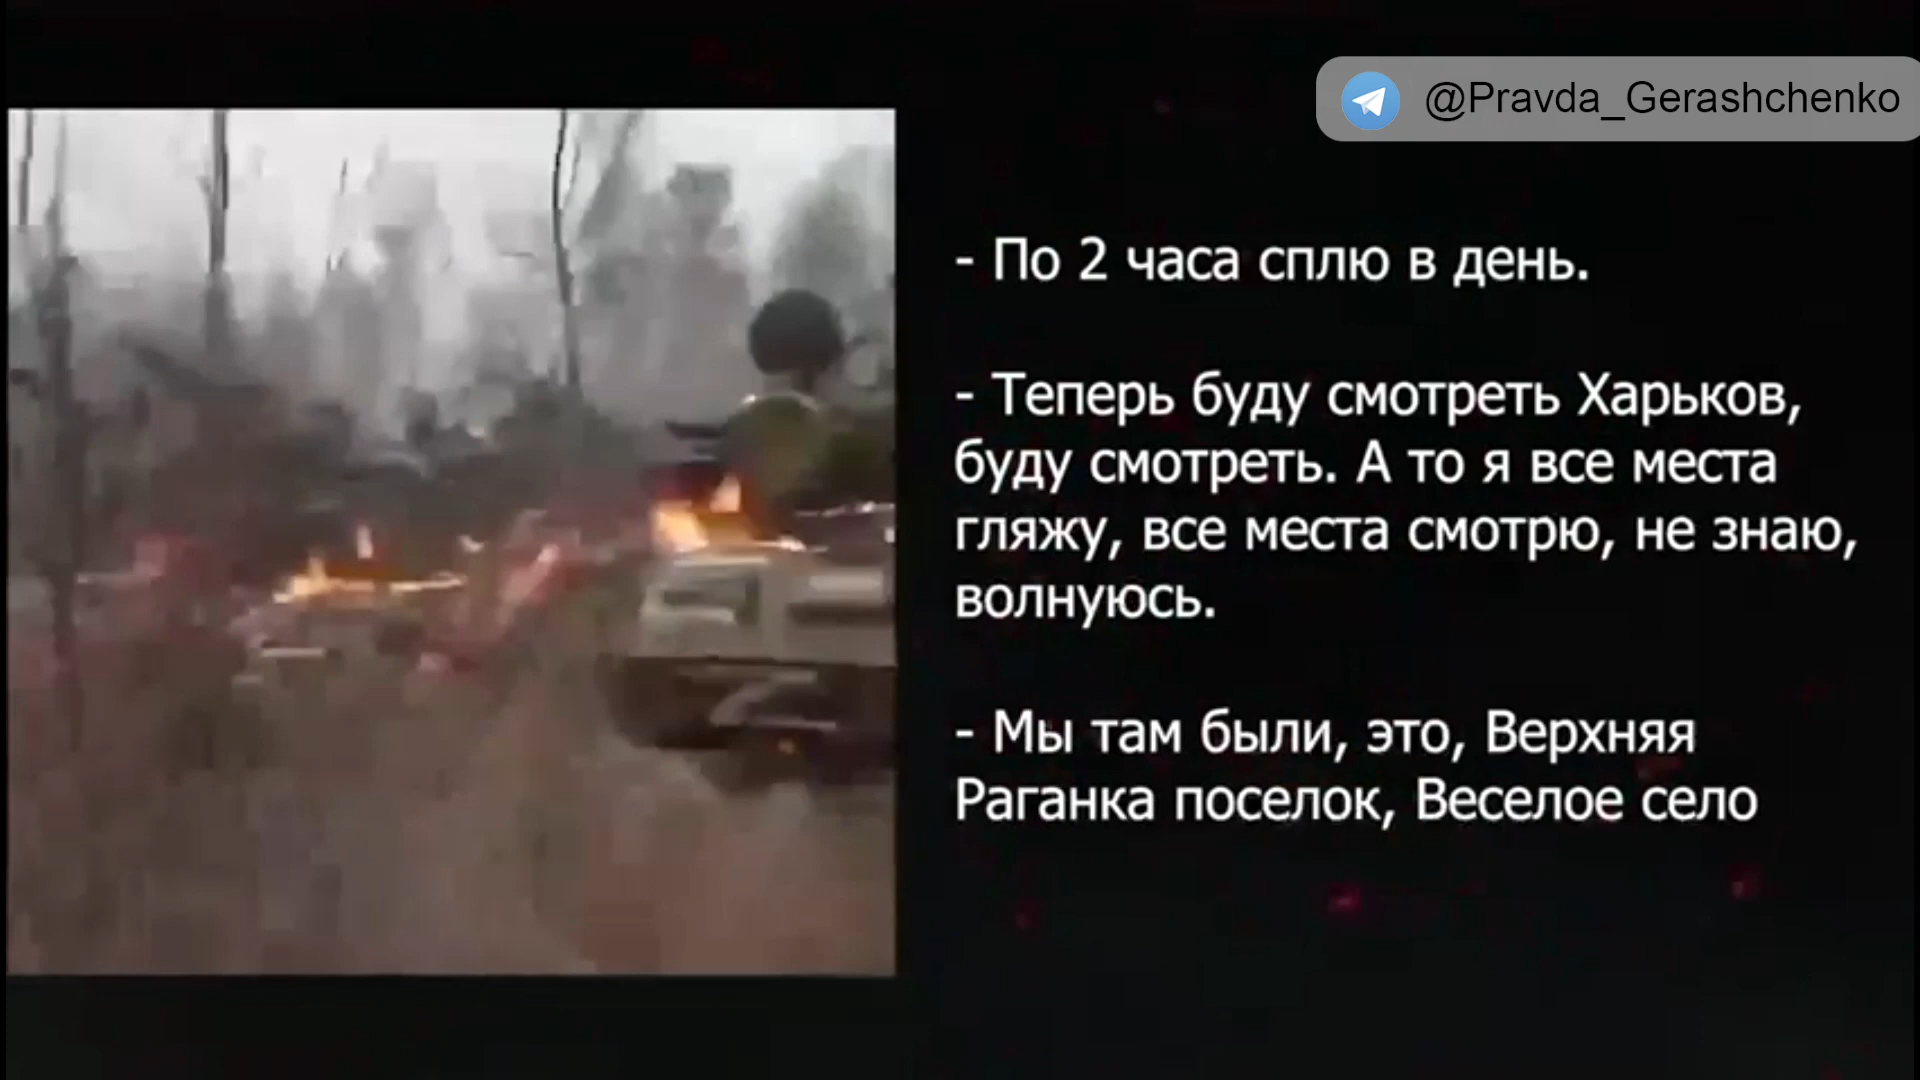 @Pravda_Gerashchenko
- По 2 часа сплю в день.
- Теперь буду смотреть Харьков,
буду смотреть. А то я все места
гляжу, все места смотрю, не знаю,
волнуюсь.
- Мы там были, это, Верхняя
Раганка поселок, Веселое село